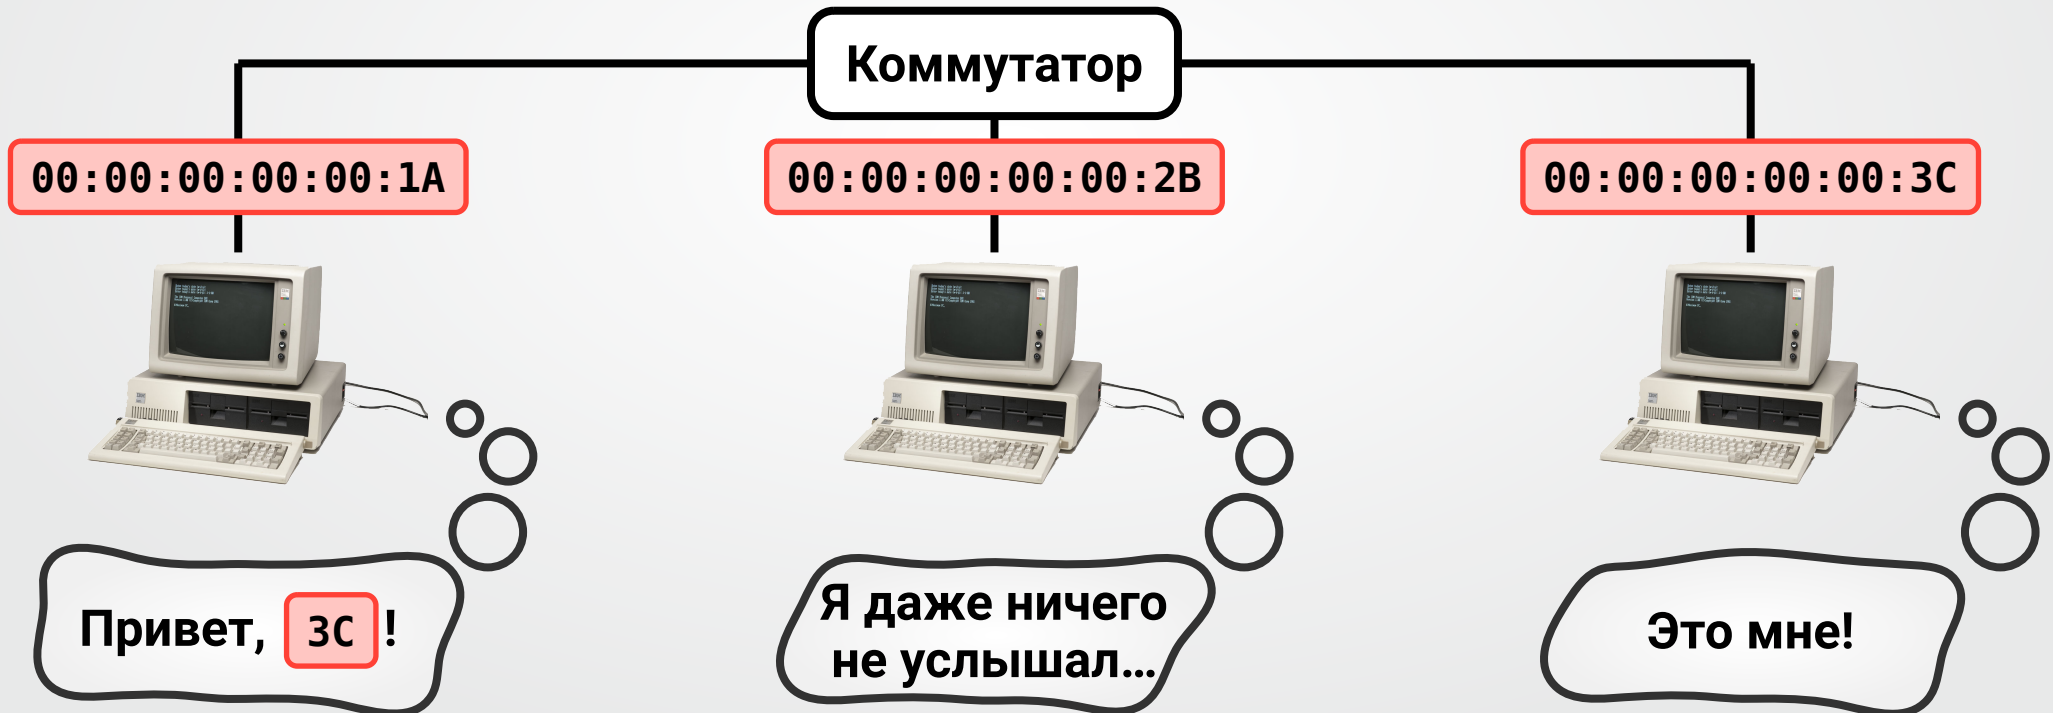 Коммутатор
00:00:00:00:00:1A
00:00:00:00:00:2B
00:00:00:00:00:3C
Привет, 3C!
Я даже ничего
не услышал...
Это мне!